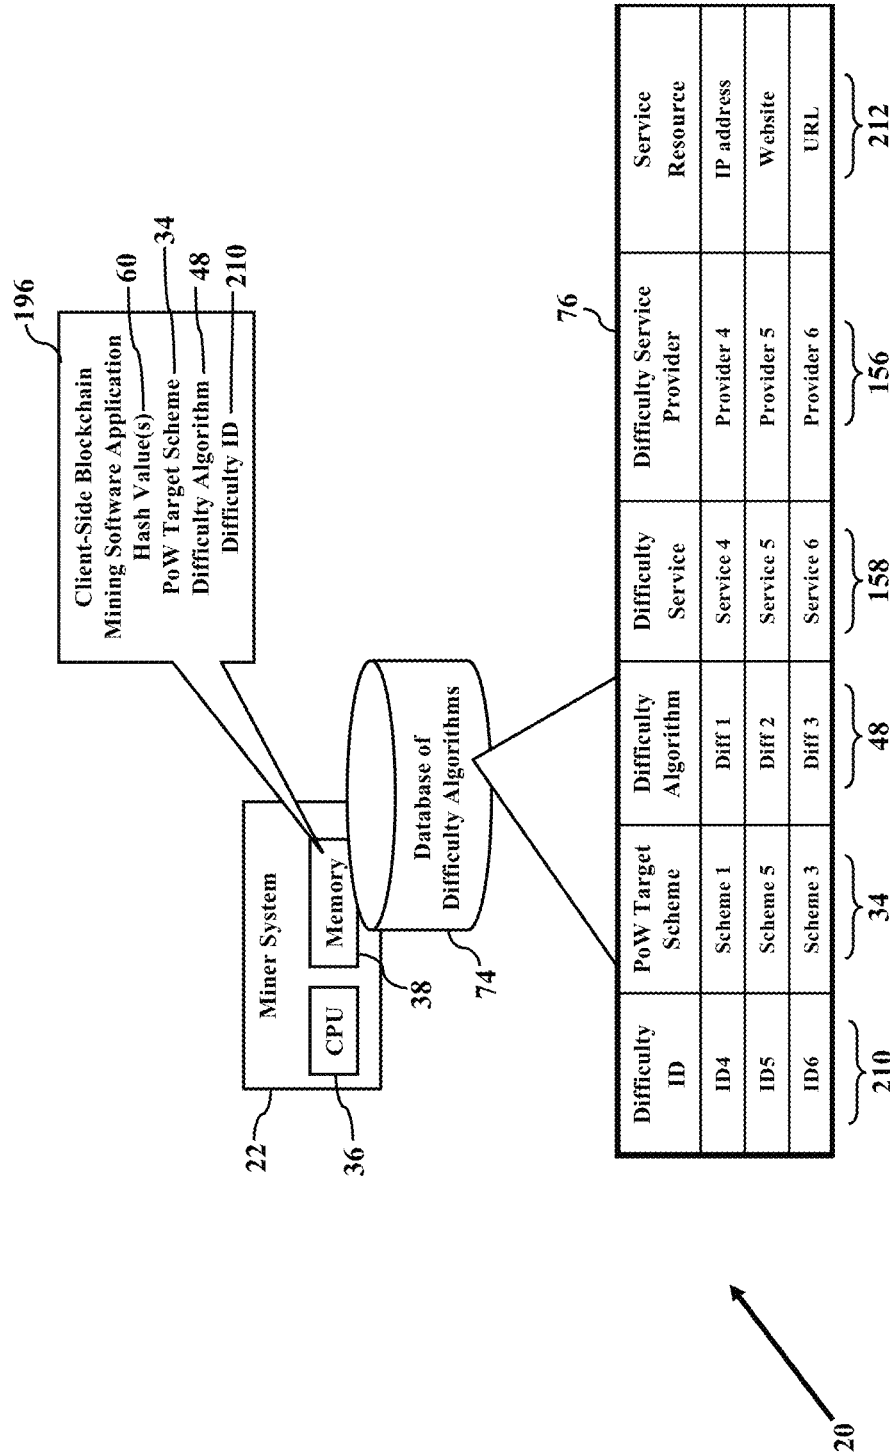 196
Client-Side Blockchain
Mining Software Application
Hash Value(s) 60
PoW Target Scheme 34
Difficulty Algorithm 48
Difficulty ID 210
22
Miner System
CPU
Memory
36
38
Database of
Difficulty Algorithms
74
76
Difficulty ID
PoW Target Scheme
Difficulty Algorithm
Difficulty Service
Difficulty Service Provider
Service Resource
ID4 Scheme 1 Diff 1 Service 4 Provider 4 IP address
ID5 Scheme 5 Diff 2 Service 5 Provider 5 Website
ID6 Scheme 3 Diff 3 Service 6 Provider 6 URL
210 34 48 158 156 212
20